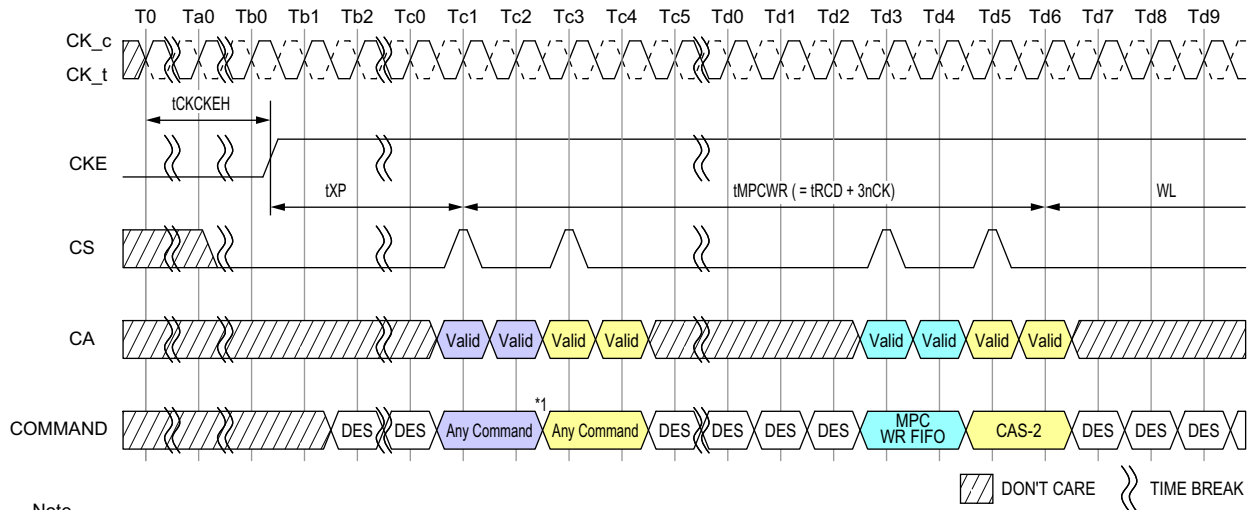 T0 Ta0 Tb0 Tb1 Tb2 Tc0 Tc1 Tc2 Tc3 Tc4 Tc5 Td0 Td1 Td2 Td3 Td4 Td5 Td6 Td7 Td8 Td9
CK_c
CK_t
tCKCKEH
CKE
tXP tMPCWR ( = tRCD + 3nCK) WL
CS
CA Valid Valid Valid Valid Valid Valid Valid Valid
*1
COMMAND DES DES Any Command Any Command DES DES DES DES MPC WR FIFO CAS-2 DES DES DES
DON'T CARE TIME BREAK
Note